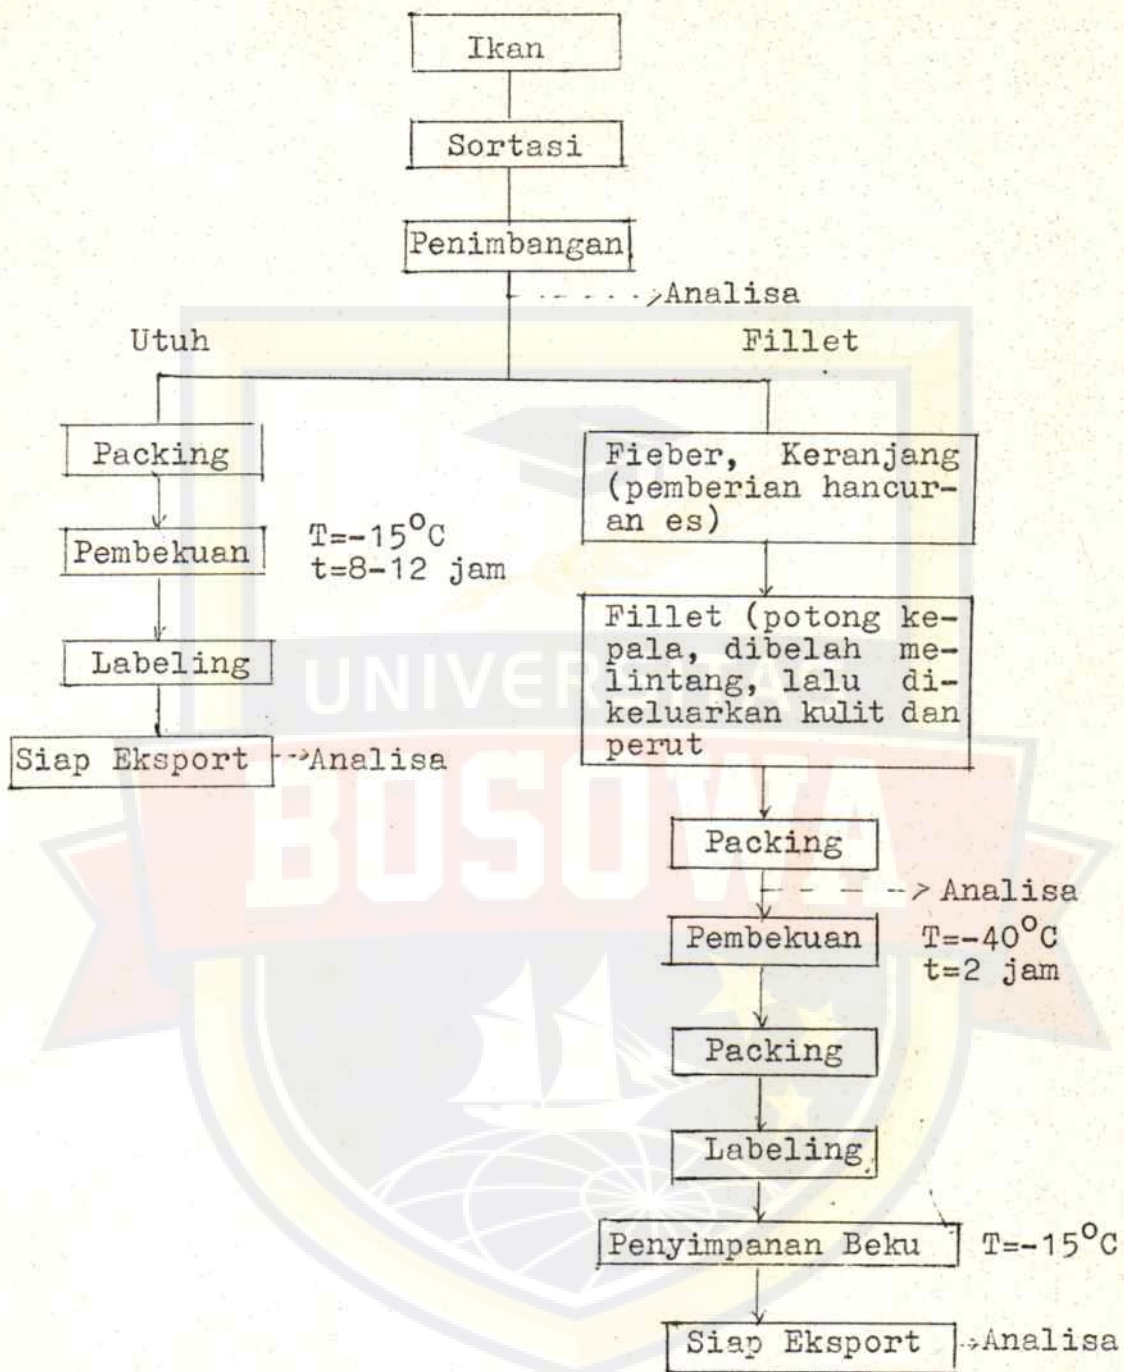 Ikan
Sortasi
Penimbangan
Analisa
Utuh
Fillet
Packing
Pembekuan
T=-15°C
t=8-12 jam
Labeling
Siap Eksport
Analisa
Fieber, Keranjang
(pemberian hancur-
an es)
Fillet (potong ke-
pala, dibelah me-
lintang, lalu di-
keluarkan kulit dan
perut
Packing
Analisa
Pembekuan
T=-40°C
t=2 jam
Packing
Labeling
Penyimpanan Beku
T=-15°C
Siap Eksport
Analisa
UNIVERSITAS
BOSOWA